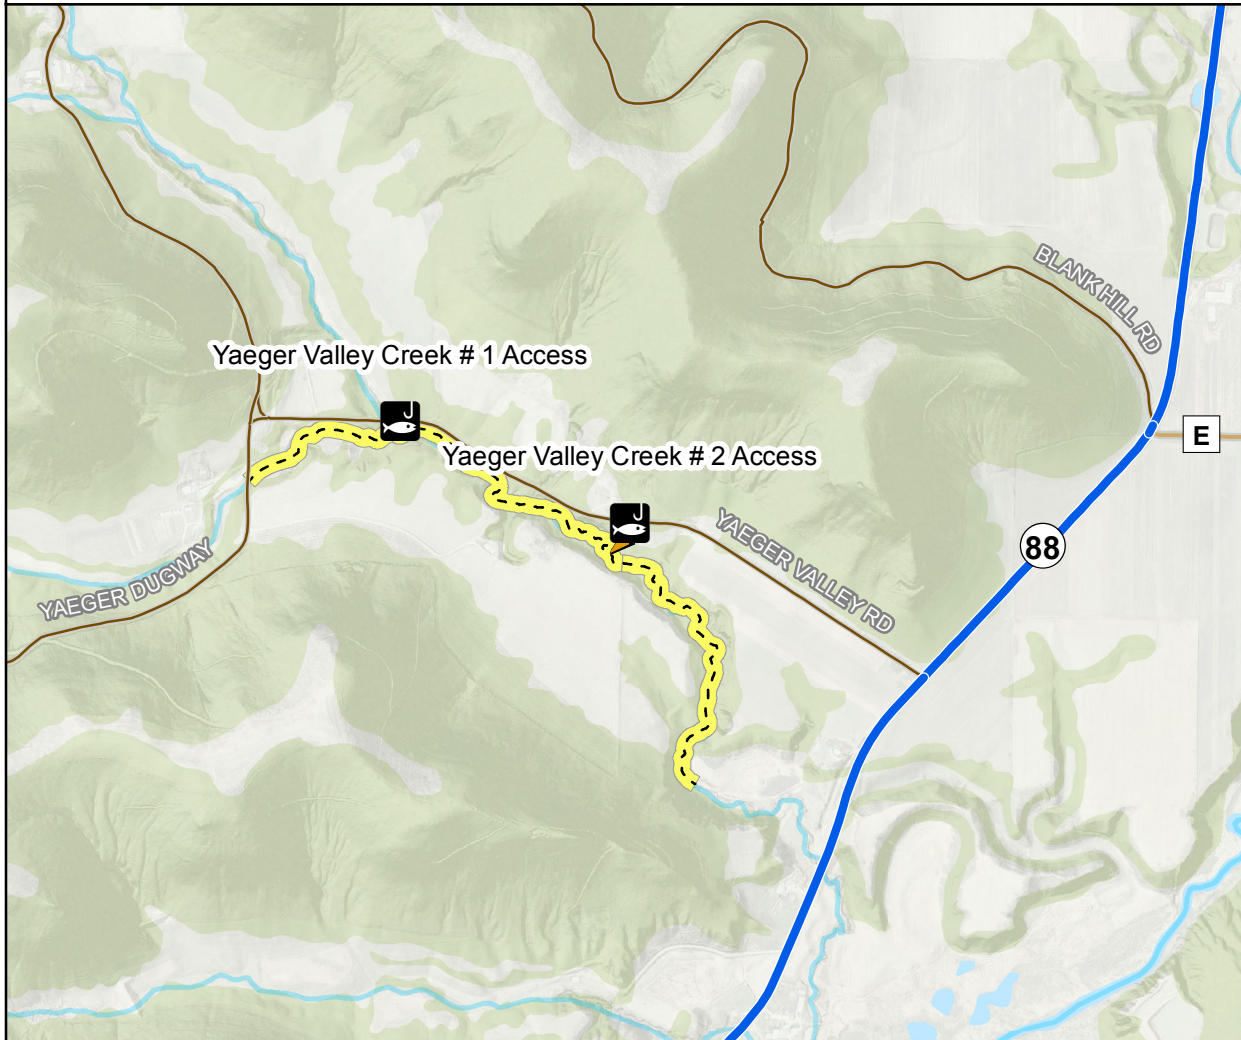 BLANK HILL RD
Yaeger Valley Creek # 1 Access
E
Yaeger Valley Creek # 2 Access
YAEGER VALLEY RD
88
YAEGER DUGWAY